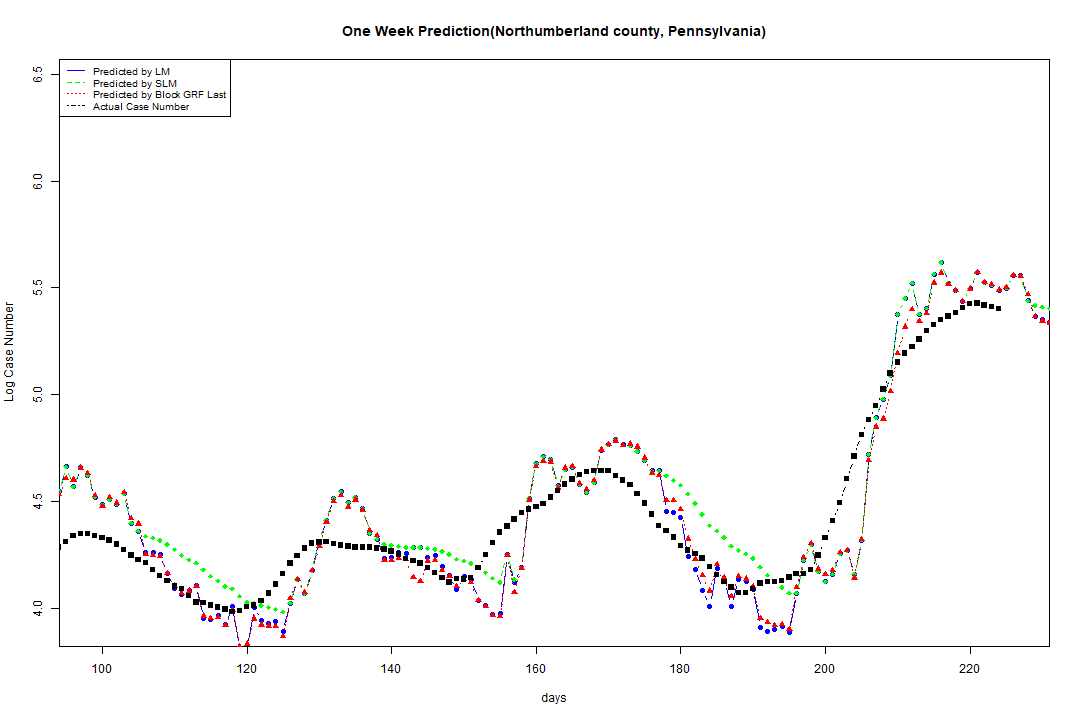 One Week Prediction(Northumberland county, Pennsylvania)
Predicted by LM
Predicted by SLM
Predicted by Block GRF Last
Actual Case Number
6.5
6.0
5.5
5.0
4.5
4.0
Log Case Number
100 120 140 160 180 200 220
days